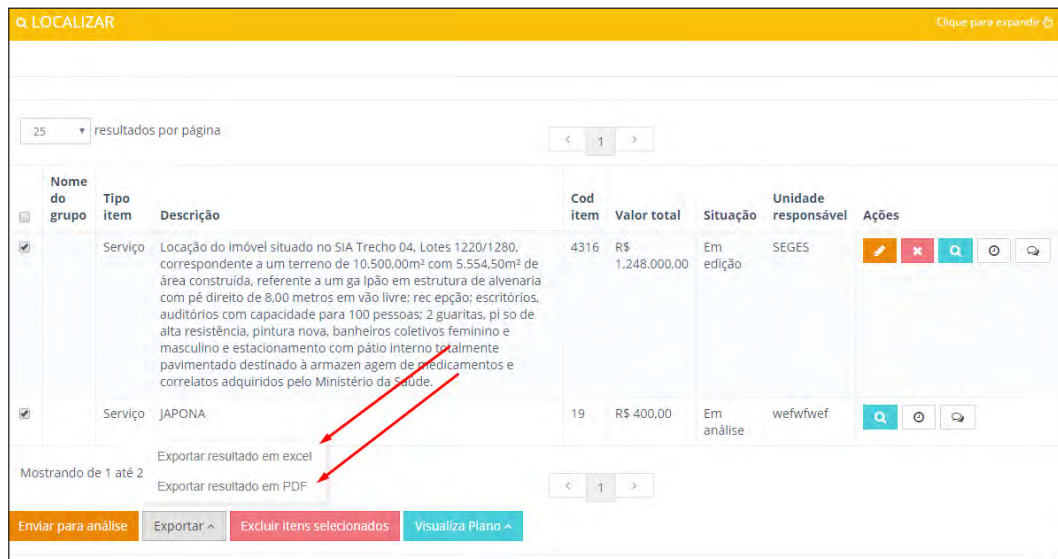 LOCALIZAR
Clique para expandir
25 resultados por página
< 1 >
Nome do grupo
Tipo item
Descrição
Cod item
Valor total
Situação
Unidade responsável
Ações
Serviço
Locação do imóvel situado no SIA Trecho 04, Lotes 1220/1280,
correspondente a um terreno de 10.500,00m² com 5.554,50m² de
área construída, referente a um ga lpão em estrutura de alvenaria
com pé direito de 8,00 metros em vão livre; rec epção; escritórios,
auditórios com capacidade para 100 pessoas; 2 guaritas, pi so de
alta resistência, pintura nova, banheiros coletivos feminino e
masculino e estacionamento com pátio interno totalmente
pavimentado destinado à armazen agem de medicamentos e
correlatos adquiridos pelo Ministério da Saúde.
4316
R$
1.248.000,00
Em
edição
SEGES
Serviço
JAPONA
19
R$ 400,00
Em
análise
wefwfwef
Exportar resultado em excel
Mostrando de 1 até 2
Exportar resultado em PDF
< 1 >
Enviar para análise
Exportar
Excluir itens selecionados
Visualiza Plano